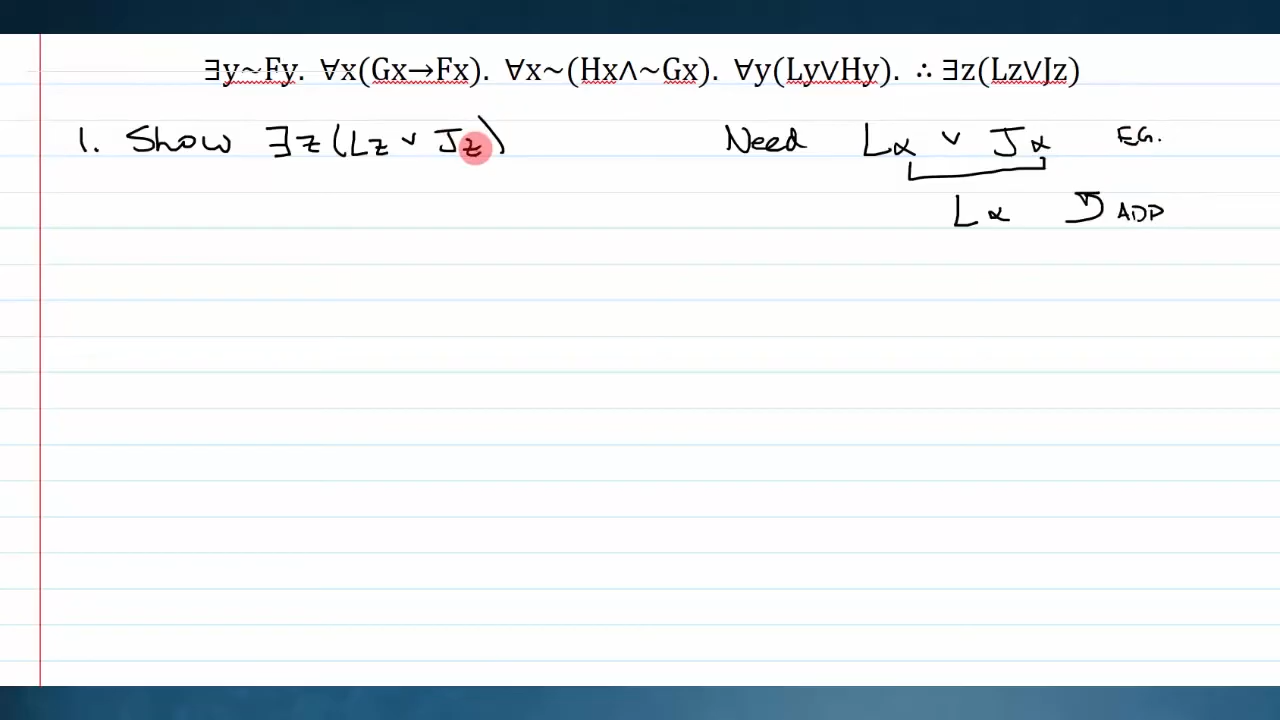 ∃y~Fy. ∀x(Gx→Fx). ∀x~(Hx∧~Gx). ∀y(Ly∨Hy). ∴ ∃z(Lz∨Jz)
1. Show ∃z(Lz ∨ Jz) Need Lα ∨ Jα EG.
Lα ADD